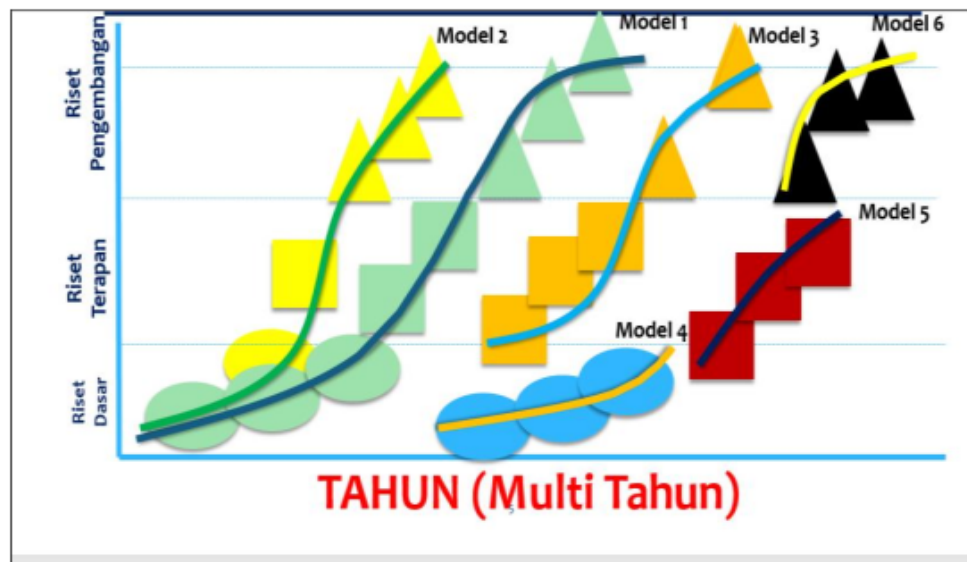 Riset
Pengembangan
Riset
Terapan
Riset
Dasar
Model 2
Model 1
Model 3
Model 6
Model 5
Model 4
TAHUN (Multi Tahun)
5